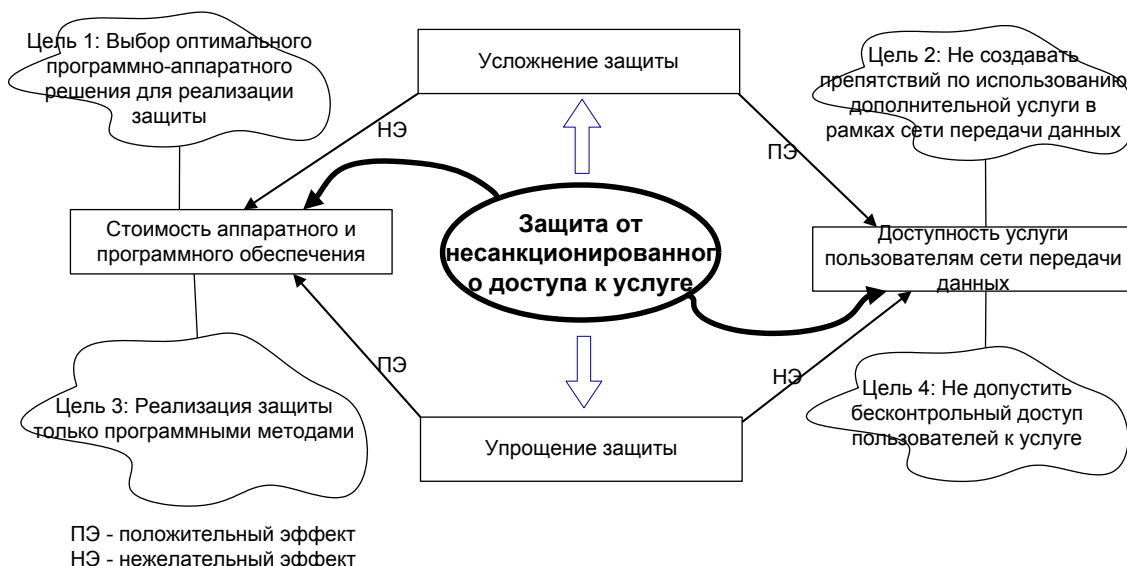 Цель 1: Выбор оптимального
программно-аппаратного
решения для реализации
защиты
Усложнение защиты
Цель 2: Не создавать
препятствий по использованию
дополнительной услуги в
рамках сети передачи данных
НЭ
ПЭ
Стоимость аппаратного и
программного обеспечения
Защита от
несанкционированног
о доступа к услуге
Доступность услуги
пользователям сети передачи
данных
ПЭ
НЭ
Цель 3: Реализация защиты
только программными методами
Упрощение защиты
Цель 4: Не допустить
бесконтрольный доступ
пользователей к услуге
ПЭ - положительный эффект
НЭ - нежелательный эффект